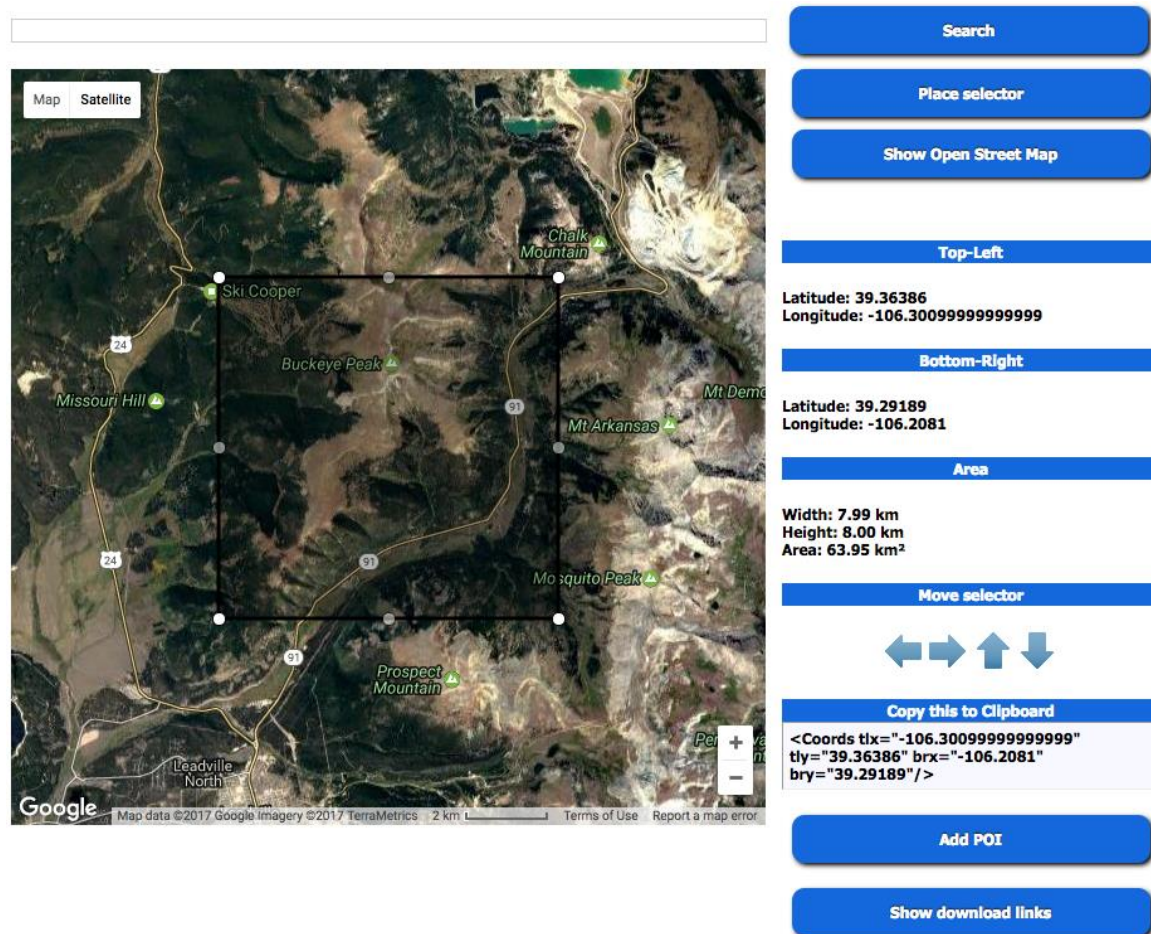 Search
Map Satellite
Place selector
Show Open Street Map
Chalk
Mountain
Ski Cooper
24
Buckeye Peak
Missouri Hill
91
Mt Demo
Mt Arkansas
24
91
Mosquito Peak
91
Prospect
Mountain
Leadville
North
Google
Map data ©2017 Google Imagery ©2017 TerraMetrics 2 km Terms of Use Report a map error
+
−
Top-Left
Latitude: 39.36386
Longitude: -106.30099999999999
Bottom-Right
Latitude: 39.29189
Longitude: -106.2081
Area
Width: 7.99 km
Height: 8.00 km
Area: 63.95 km²
Move selector
Copy this to Clipboard
<Coords tlx="-106.30099999999999"
tly="39.36386" brx="-106.2081"
bry="39.29189"/>
Add POI
Show download links